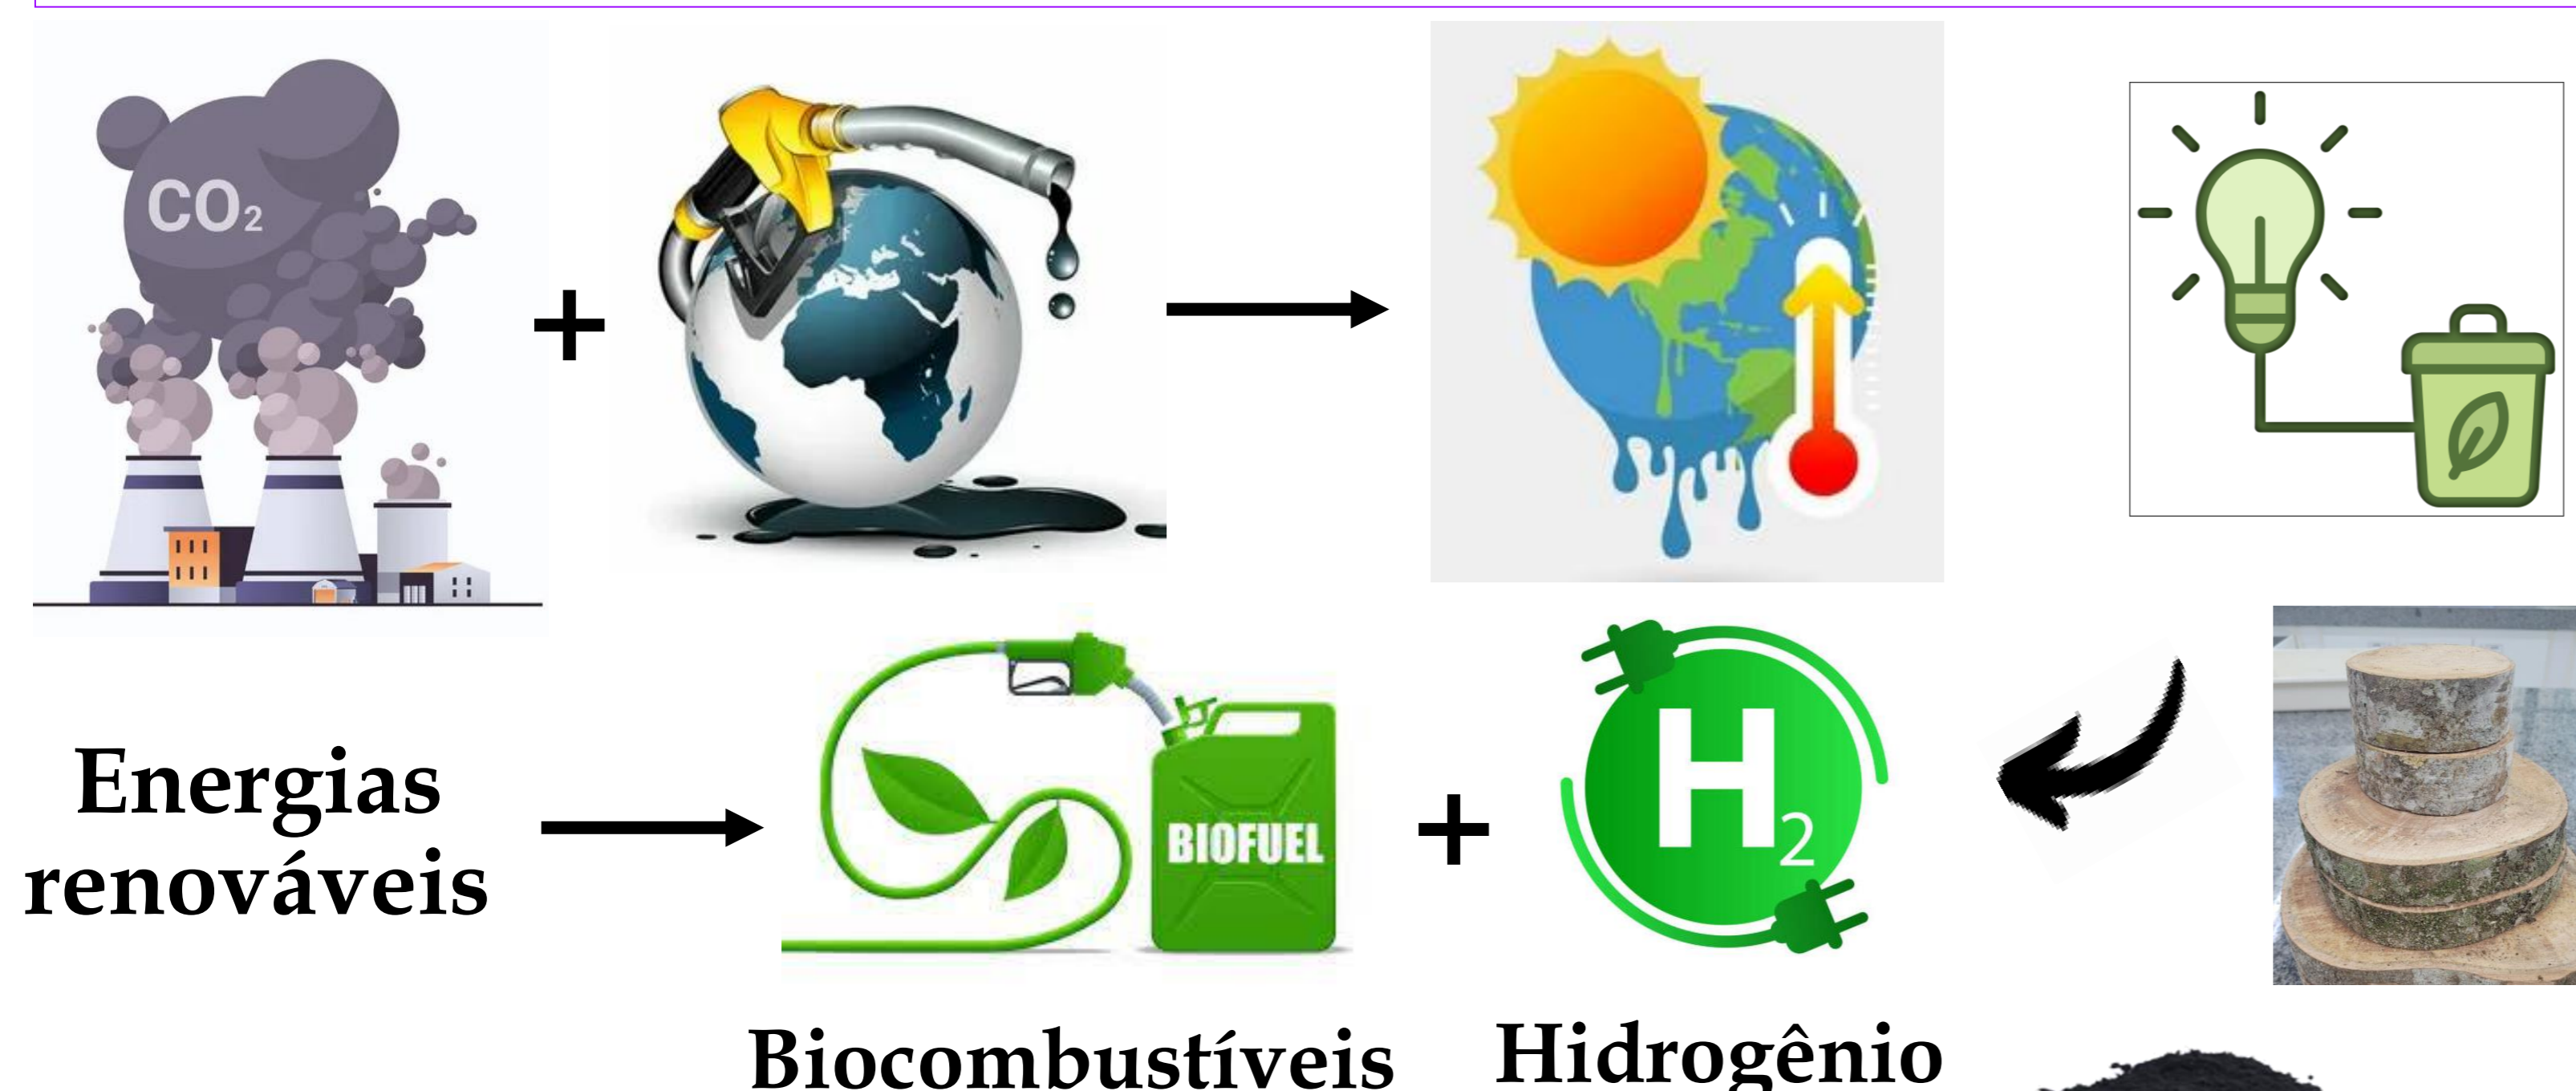 CO₂
Energias
renováveis
BIOFUEL
H₂
Biocombustíveis
Hidrogênio